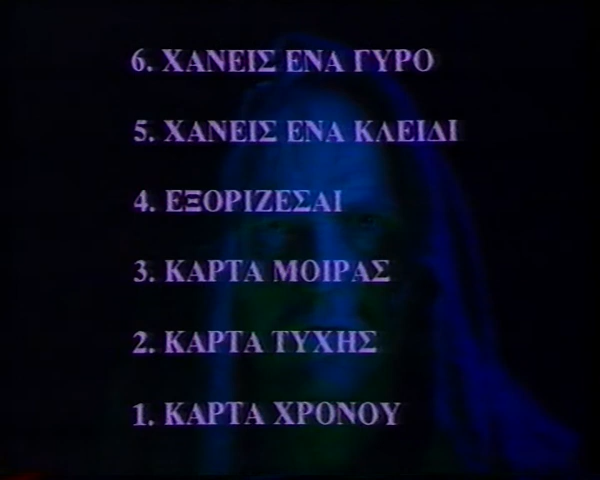 6. ΧΑΝΕΙΣ ΕΝΑ ΓΥΡΟ
5. ΧΑΝΕΙΣ ΕΝΑ ΚΛΕΙΔΙ
4. ΕΞΟΡΙΖΕΣΑΙ
3. ΚΑΡΤΑ ΜΟΙΡΑΣ
2. ΚΑΡΤΑ ΤΥΧΗΣ
1. ΚΑΡΤΑ ΧΡΟΝΟΥ